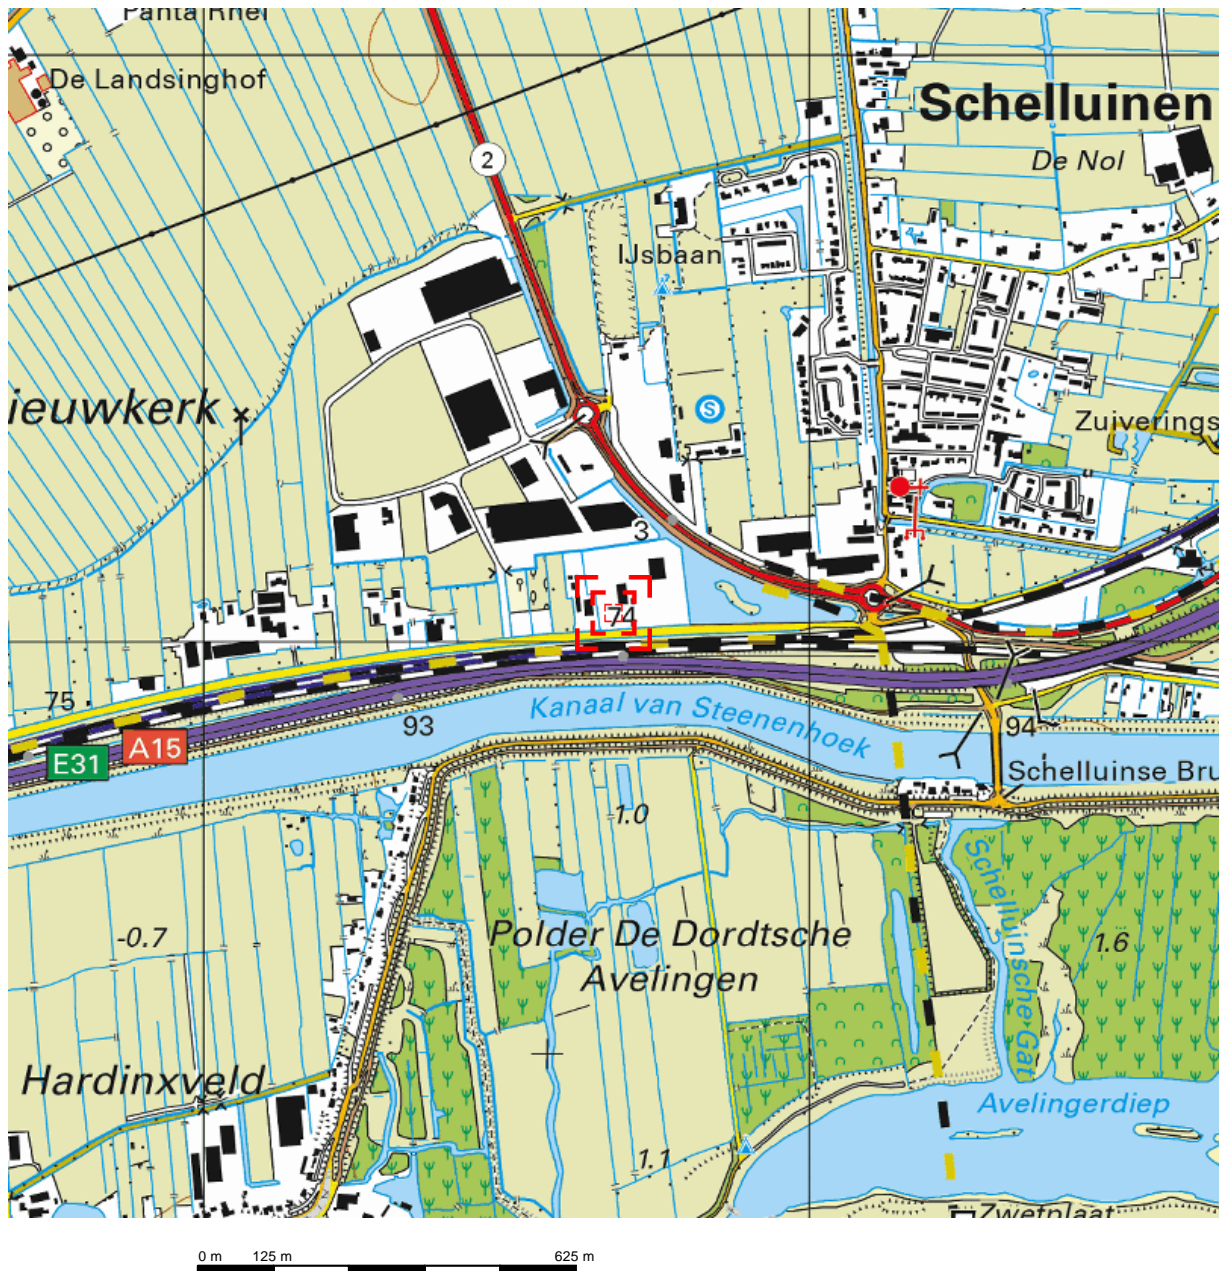 Panta Rhei
De Landsinghof
Schelluinen
De Nol
2
IJsbaan
ieuwkerk
S
Zuiverings
3
74
75
93
94
E31
A15
Kanaal van Steenenhoek
Schelluinse Bru
1.0
Schelluinsche Gat
-0.7
Polder De Dordtsche
Avelingen
1.6
Hardinxveld
Avelingerdiep
1.1
Zwetplaat
0 m 125 m 625 m